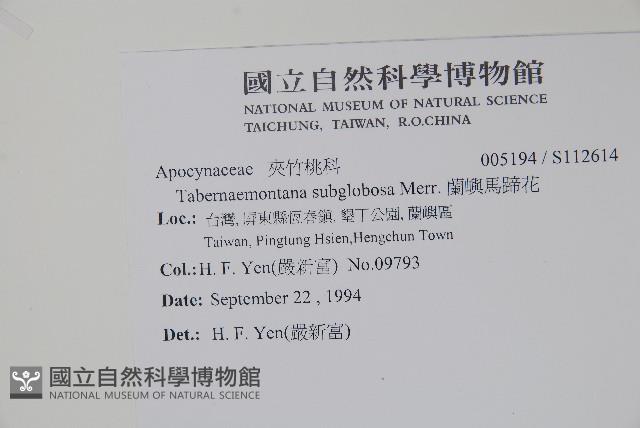 國立自然科學博物館
NATIONAL MUSEUM OF NATURAL SCIENCE
TAICHUNG, TAIWAN, R.O.CHINA
005194 / S112614
Apocynaceae 夾竹桃科
Tabernaemontana subglobosa Merr. 蘭嶼馬蹄花
Loc.: 台灣, 屏東縣恆春鎮, 墾丁公園, 蘭嶼區
Taiwan, Pingtung Hsien,Hengchun Town
Col.: H. F. Yen(嚴新富) No.09793
Date: September 22 , 1994
Det.: H. F. Yen(嚴新富)
國立自然科學博物館
NATIONAL MUSEUM OF NATURAL SCIENCE